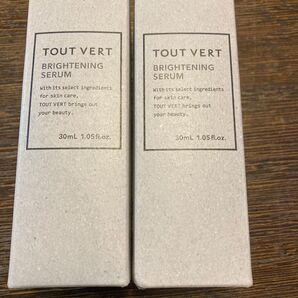 TOUT VERT
BRIGHTENING
SERUM
With its select ingredients
for skin care,
TOUT VERT brings out
your beauty.
30mL 1.05fl.oz.
TOUT VERT
BRIGHTENING
SERUM
With its select ingredients
for skin care,
TOUT VERT brings out
your beauty.
30mL 1.05fl.oz.